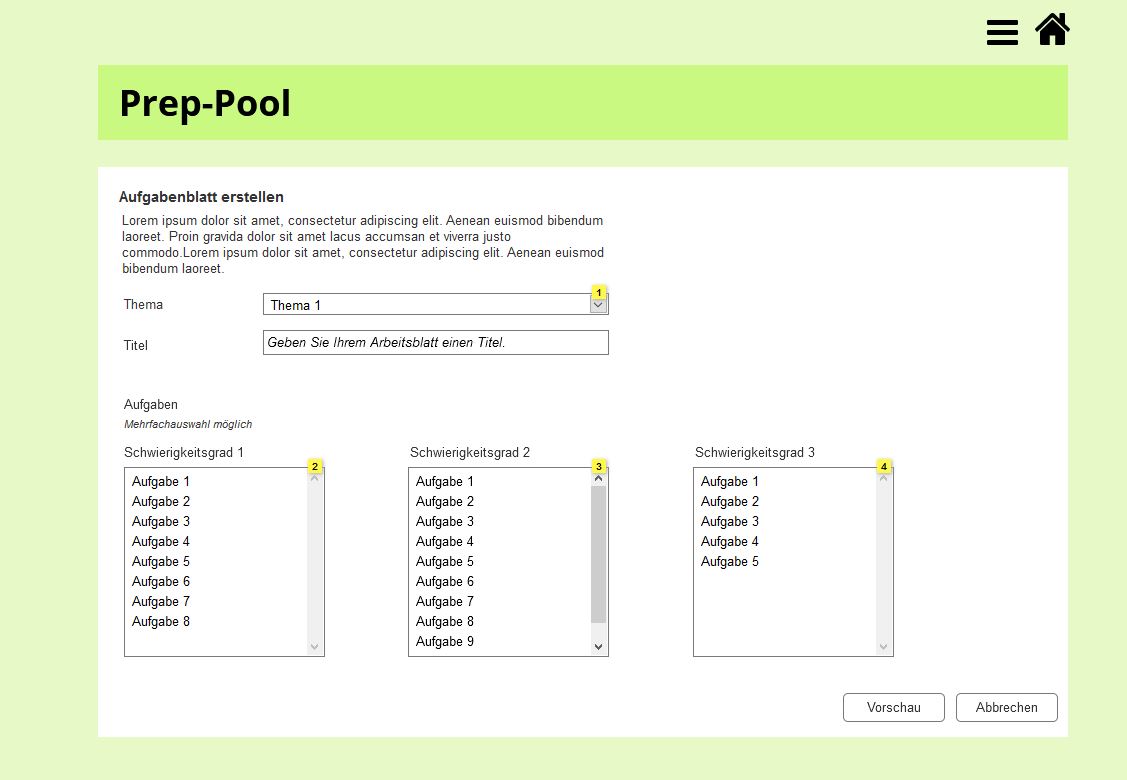 Prep-Pool
Aufgabenblatt erstellen
Lorem ipsum dolor sit amet, consectetur adipiscing elit. Aenean euismod bibendum
laoreet. Proin gravida dolor sit amet lacus accumsan et viverra justo
commodo.Lorem ipsum dolor sit amet, consectetur adipiscing elit. Aenean euismod
bibendum laoreet.
1
Thema
Thema 1
Titel
Geben Sie Ihrem Arbeitsblatt einen Titel.
Aufgaben
Mehrfachauswahl möglich
Schwierigkeitsgrad 1
2
Aufgabe 1
Aufgabe 2
Aufgabe 3
Aufgabe 4
Aufgabe 5
Aufgabe 6
Aufgabe 7
Aufgabe 8
Schwierigkeitsgrad 2
3
Aufgabe 1
Aufgabe 2
Aufgabe 3
Aufgabe 4
Aufgabe 5
Aufgabe 6
Aufgabe 7
Aufgabe 8
Aufgabe 9
Schwierigkeitsgrad 3
4
Aufgabe 1
Aufgabe 2
Aufgabe 3
Aufgabe 4
Aufgabe 5
Vorschau
Abbrechen